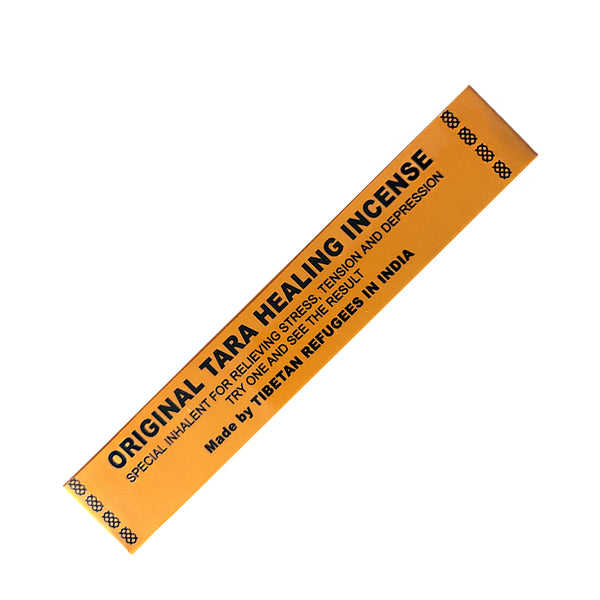 ORIGINAL TARA HEALING INCENSE
SPECIAL INHALENT FOR RELIEVING STRESS, TENSION AND DEPRESSION
TRY ONE AND SEE THE RESULT
Made by TIBETAN REFUGEES IN INDIA